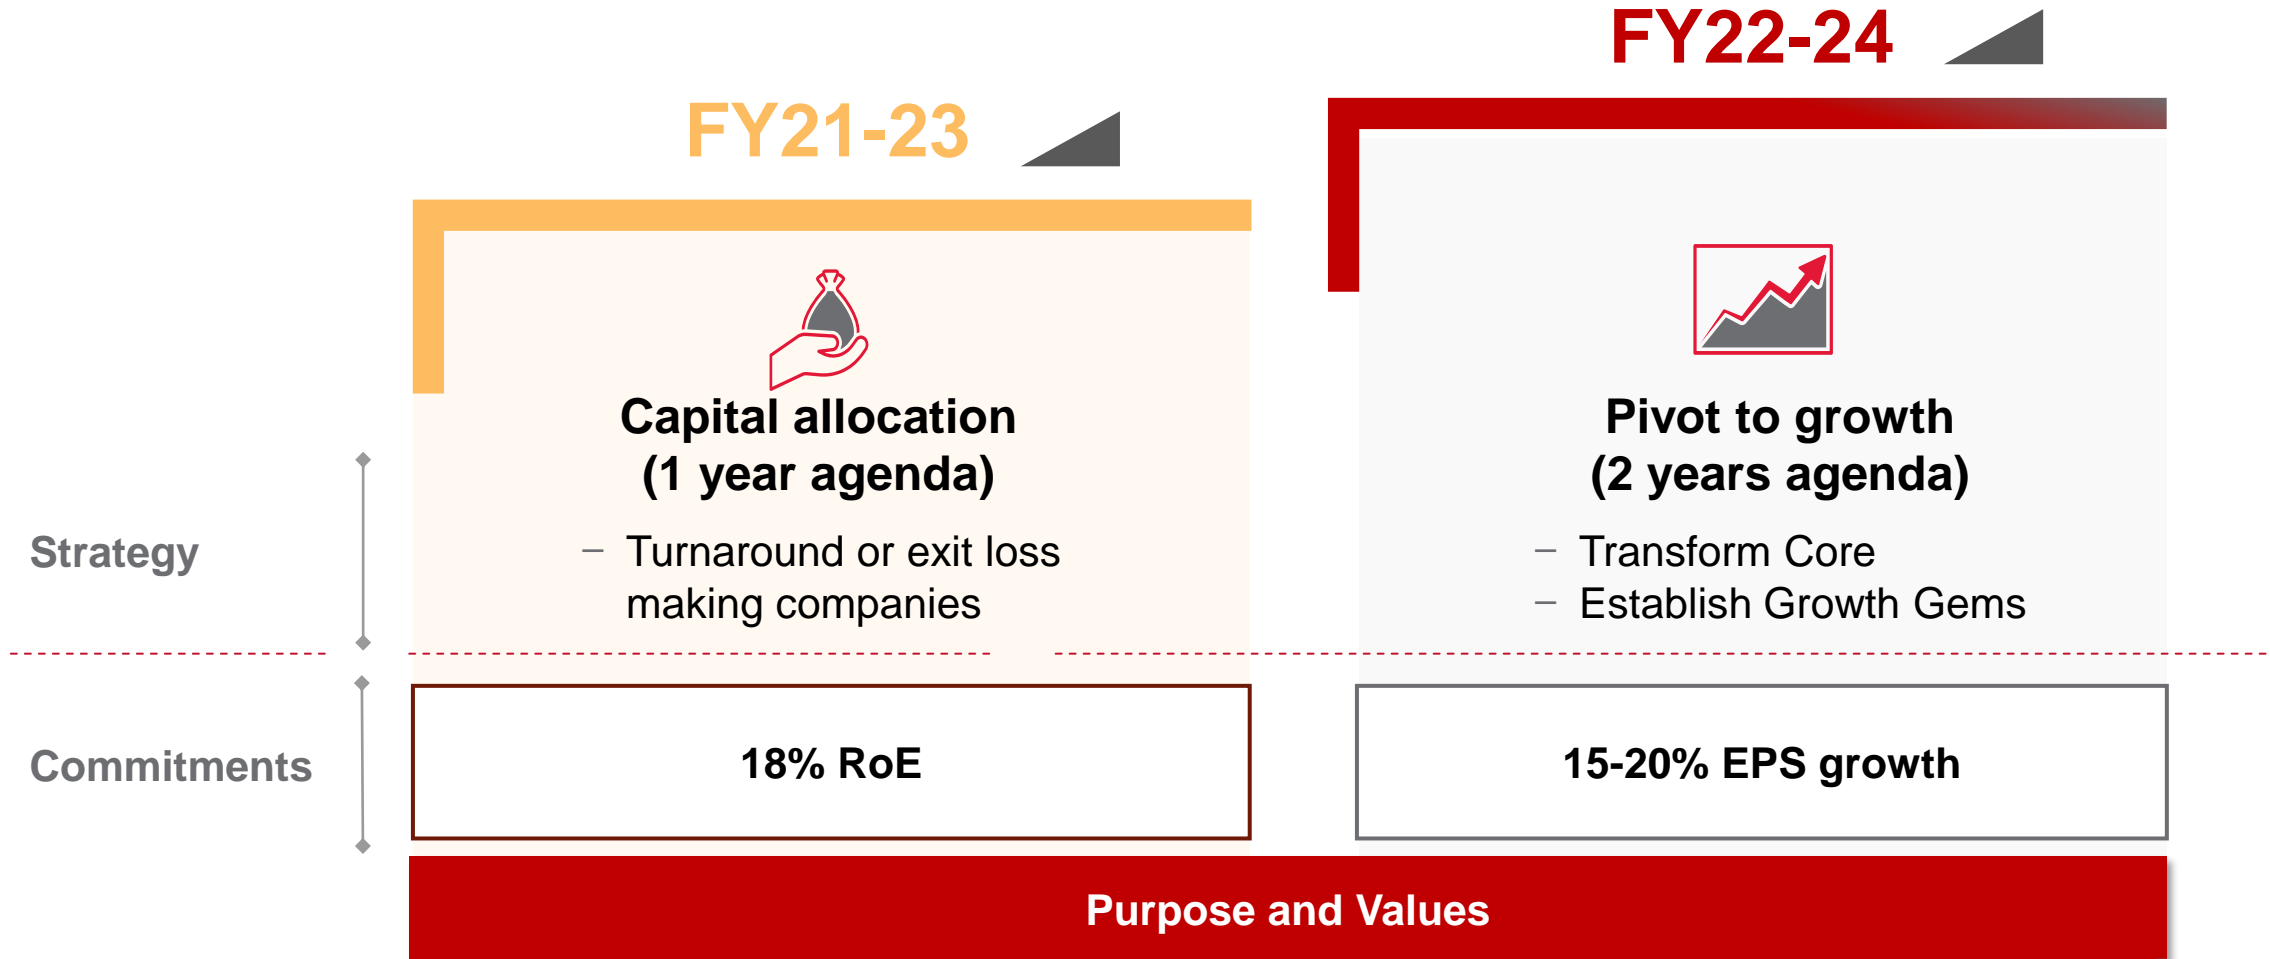 FY22-24
FY21-23
Capital allocation
(1 year agenda)
Pivot to growth
(2 years agenda)
Strategy
– Turnaround or exit loss
making companies
– Transform Core
– Establish Growth Gems
Commitments
18% RoE
15-20% EPS growth
Purpose and Values